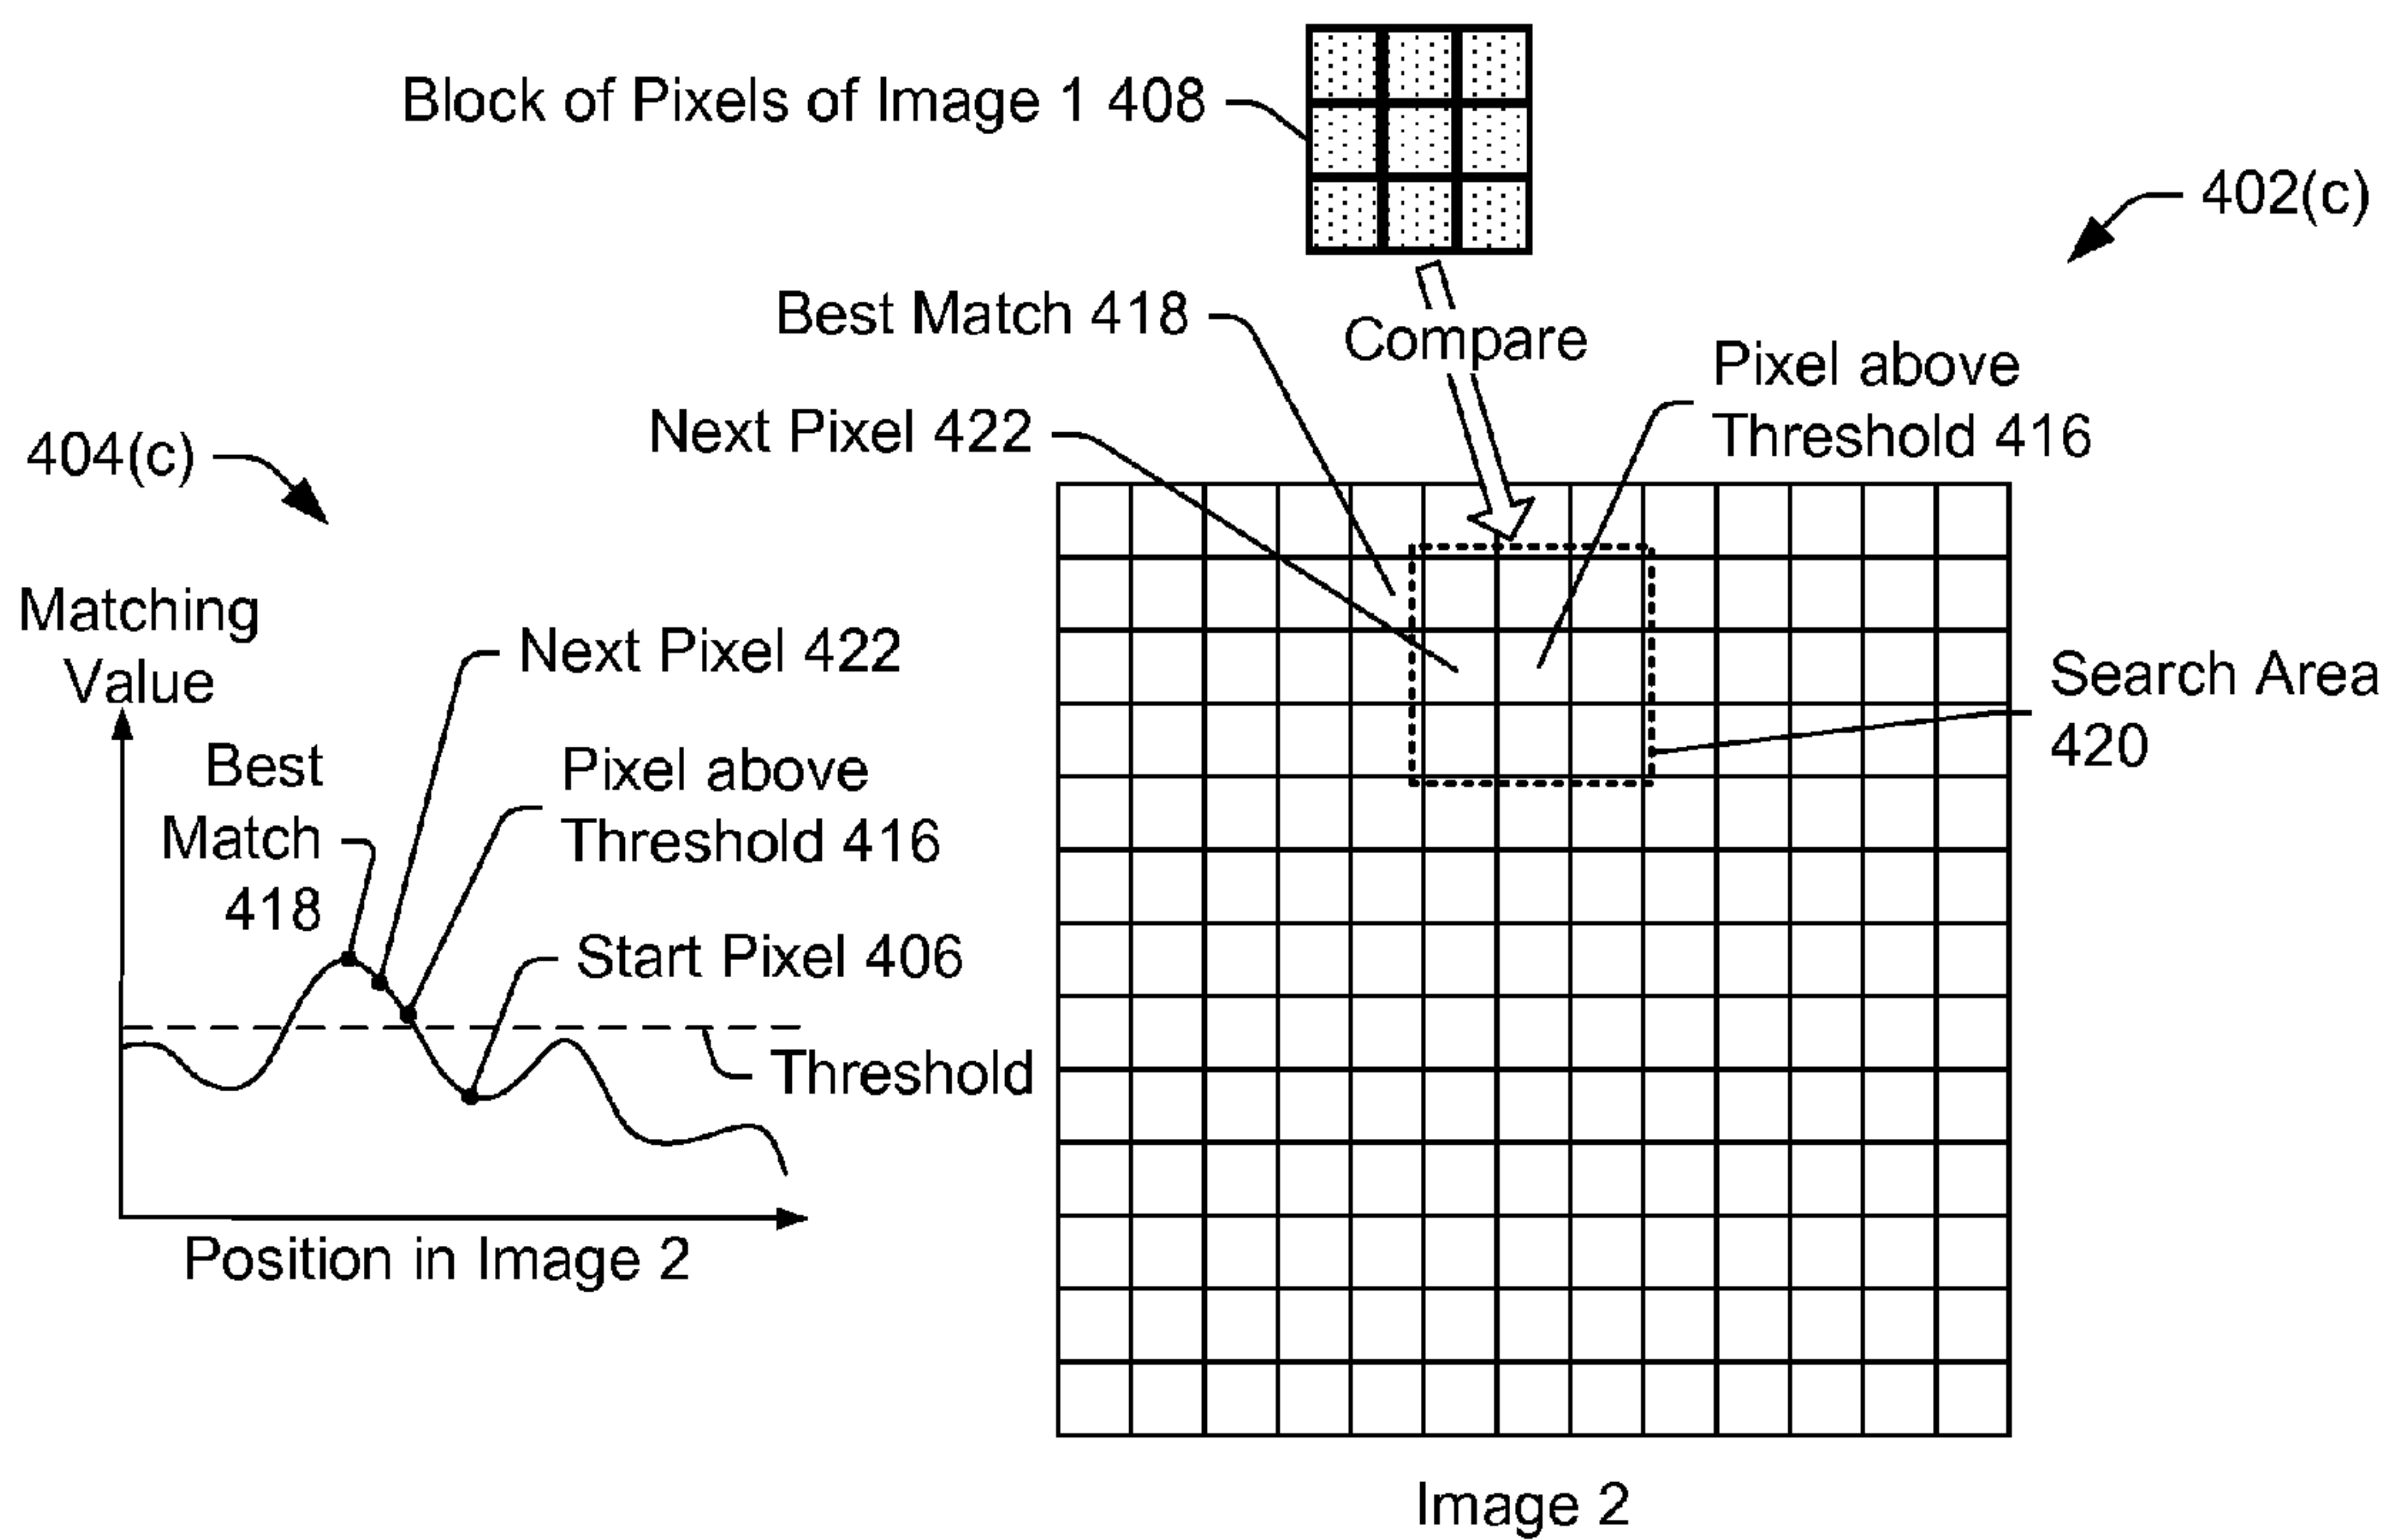 Block of Pixels of Image 1 408
402(c)
Best Match 418
Compare
Pixel above
Threshold 416
Next Pixel 422
404(c)
Matching
Value
Next Pixel 422
Search Area
420
Best
Match
418
Pixel above
Threshold 416
Start Pixel 406
Threshold
Position in Image 2
Image 2